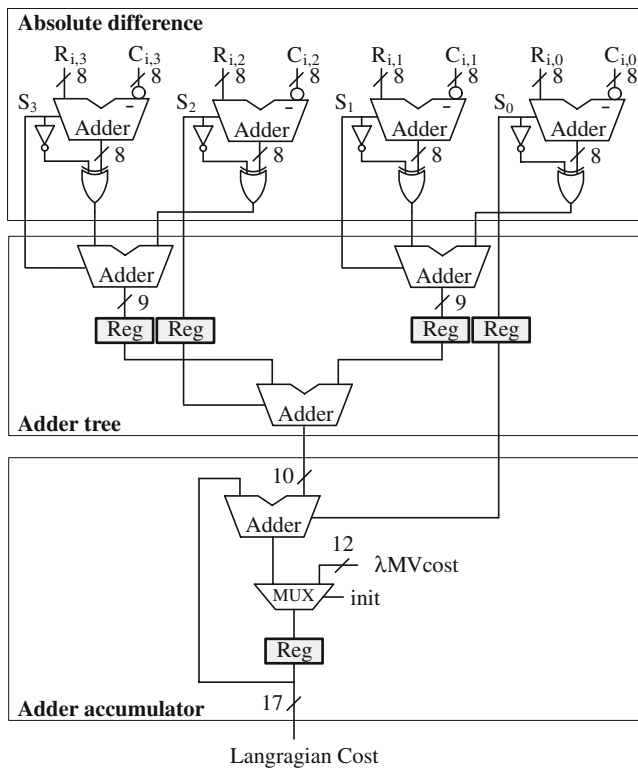 Absolute difference
R_{i,3} C_{i,3} R_{i,2} C_{i,2} R_{i,1} C_{i,1} R_{i,0} C_{i,0}
8 8 8 8 8 8 8 8
S_3 S_2 S_1 S_0
– – – –
Adder Adder Adder Adder
8 8 8 8
Adder Adder
9 9
Reg Reg Reg Reg
Adder
Adder tree
10
Adder
12
λMVcost
MUX
init
Reg
17
Adder accumulator
Langragian Cost